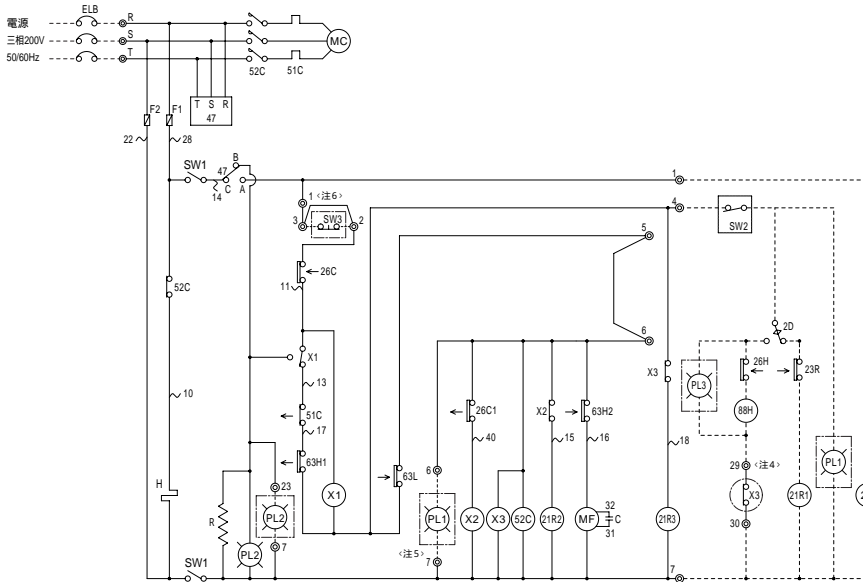 電源
三相200V
50/60Hz
ELB
R
S
T
52C
51C
MC
T S R
47
F2
F1
22
28
SW1
14
47
B
C
A
1
1 〈注6〉
3
SW3
2
4
SW2
5
52C
26C
11
2D
6
X1
X3
PL3
26H
23R
10
13
51C
17
26C1
X2
63H2
88H
40
15
16
18
63H1
63L
H
23
6
29 〈注4〉
PL1
R
PL2
X1
PL1
X2
X3
52C
21R2
MF
32
C
31
21R3
X3
21R1
2
30
7
〈注5〉
7
PL2
SW1
7